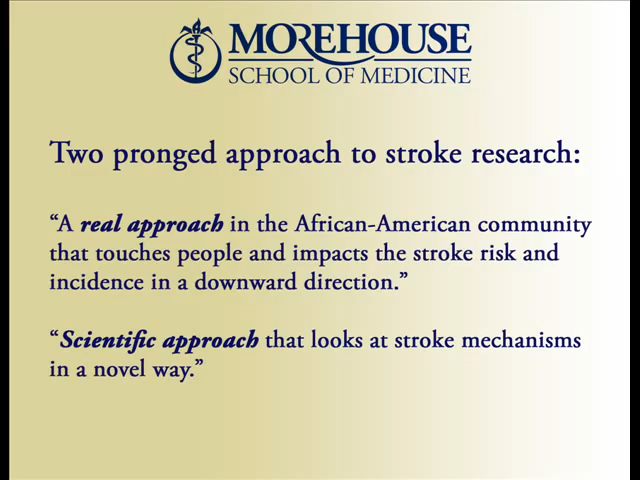 MOREHOUSE
SCHOOL OF MEDICINE
Two pronged approach to stroke research:
“A real approach in the African-American community
that touches people and impacts the stroke risk and
incidence in a downward direction.”
“Scientific approach that looks at stroke mechanisms
in a novel way.”